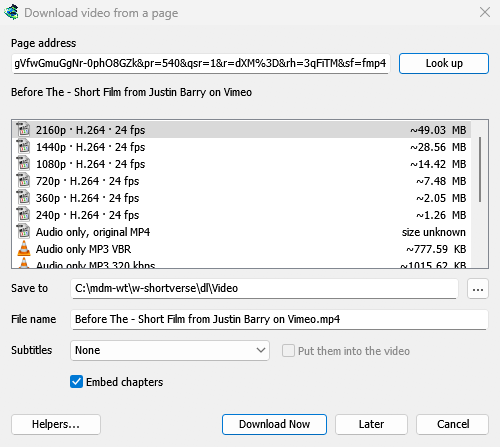 Download video from a page
Page address
gVfwGmuGgNr-0phO8GZk&pr=540&qsr=1&r=dXM%3D&rh=3qFiTM&sf=fmp4
Look up
Before The - Short Film from Justin Barry on Vimeo
2160p · H.264 · 24 fps ~49.03 MB
1440p · H.264 · 24 fps ~28.56 MB
1080p · H.264 · 24 fps ~14.42 MB
720p · H.264 · 24 fps ~7.48 MB
360p · H.264 · 24 fps ~2.05 MB
240p · H.264 · 24 fps ~1.26 MB
Audio only, original MP4 size unknown
Audio only MP3 VBR ~777.59 KB
Audio only MP3 320 kbps ~1015.62 KB
Save to C:\mdm-wt\w-shortverse\dl\Video ...
File name Before The - Short Film from Justin Barry on Vimeo.mp4
Subtitles None Put them into the video
Embed chapters
Helpers... Download Now Later Cancel